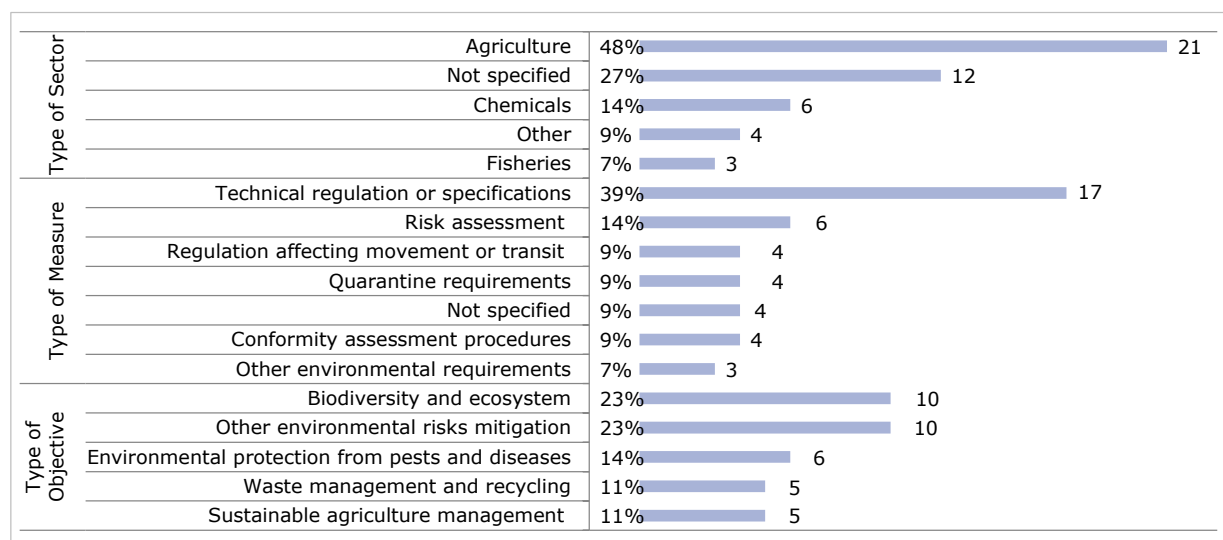 Type of Sector
Agriculture 48% 21
Not specified 27% 12
Chemicals 14% 6
Other 9% 4
Fisheries 7% 3
Type of Measure
Technical regulation or specifications 39% 17
Risk assessment 14% 6
Regulation affecting movement or transit 9% 4
Quarantine requirements 9% 4
Not specified 9% 4
Conformity assessment procedures 9% 4
Other environmental requirements 7% 3
Type of
Objective
Biodiversity and ecosystem 23% 10
Other environmental risks mitigation 23% 10
Environmental protection from pests and diseases 14% 6
Waste management and recycling 11% 5
Sustainable agriculture management 11% 5